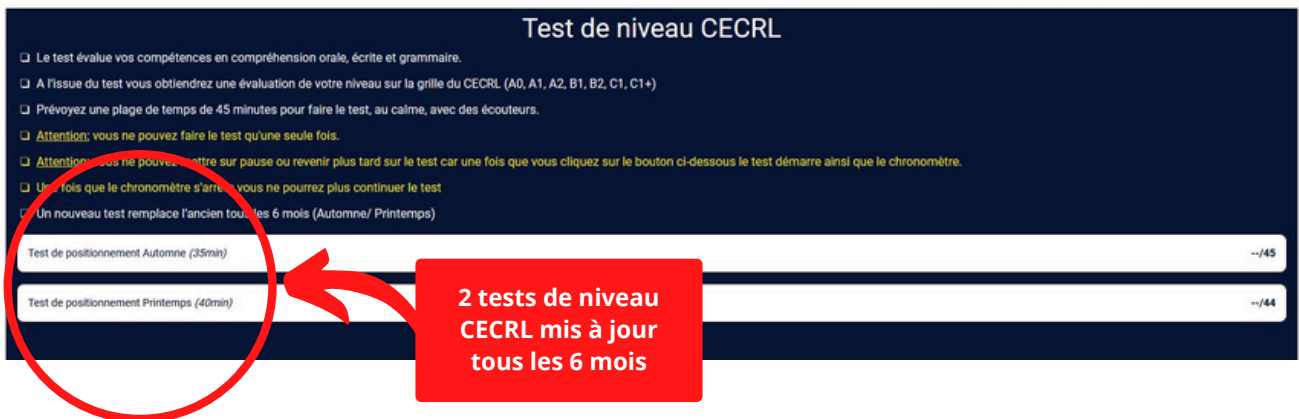 Test de niveau CECRL
❑ Le test évalue vos compétences en compréhension orale, écrite et grammaire.
❑ A l'issue du test vous obtiendrez une évaluation de votre niveau sur la grille du CECRL (A0, A1, A2, B1, B2, C1, C1+)
❑ Prévoyez une plage de temps de 45 minutes pour faire le test, au calme, avec des écouteurs.
❑ Attention: vous ne pouvez faire le test qu'une seule fois.
❑ Attention: vous ne pouvez mettre sur pause ou revenir plus tard sur le test car une fois que vous cliquez sur le bouton ci-dessous le test démarre ainsi que le chronomètre.
❑ Une fois que le chronomètre s'arrête vous ne pourrez plus continuer le test
❑ Un nouveau test remplace l'ancien tous les 6 mois (Automne/ Printemps)
Test de positionnement Automne (35min) --/45
Test de positionnement Printemps (40min) --/44
2 tests de niveau
CECRL mis à jour
tous les 6 mois